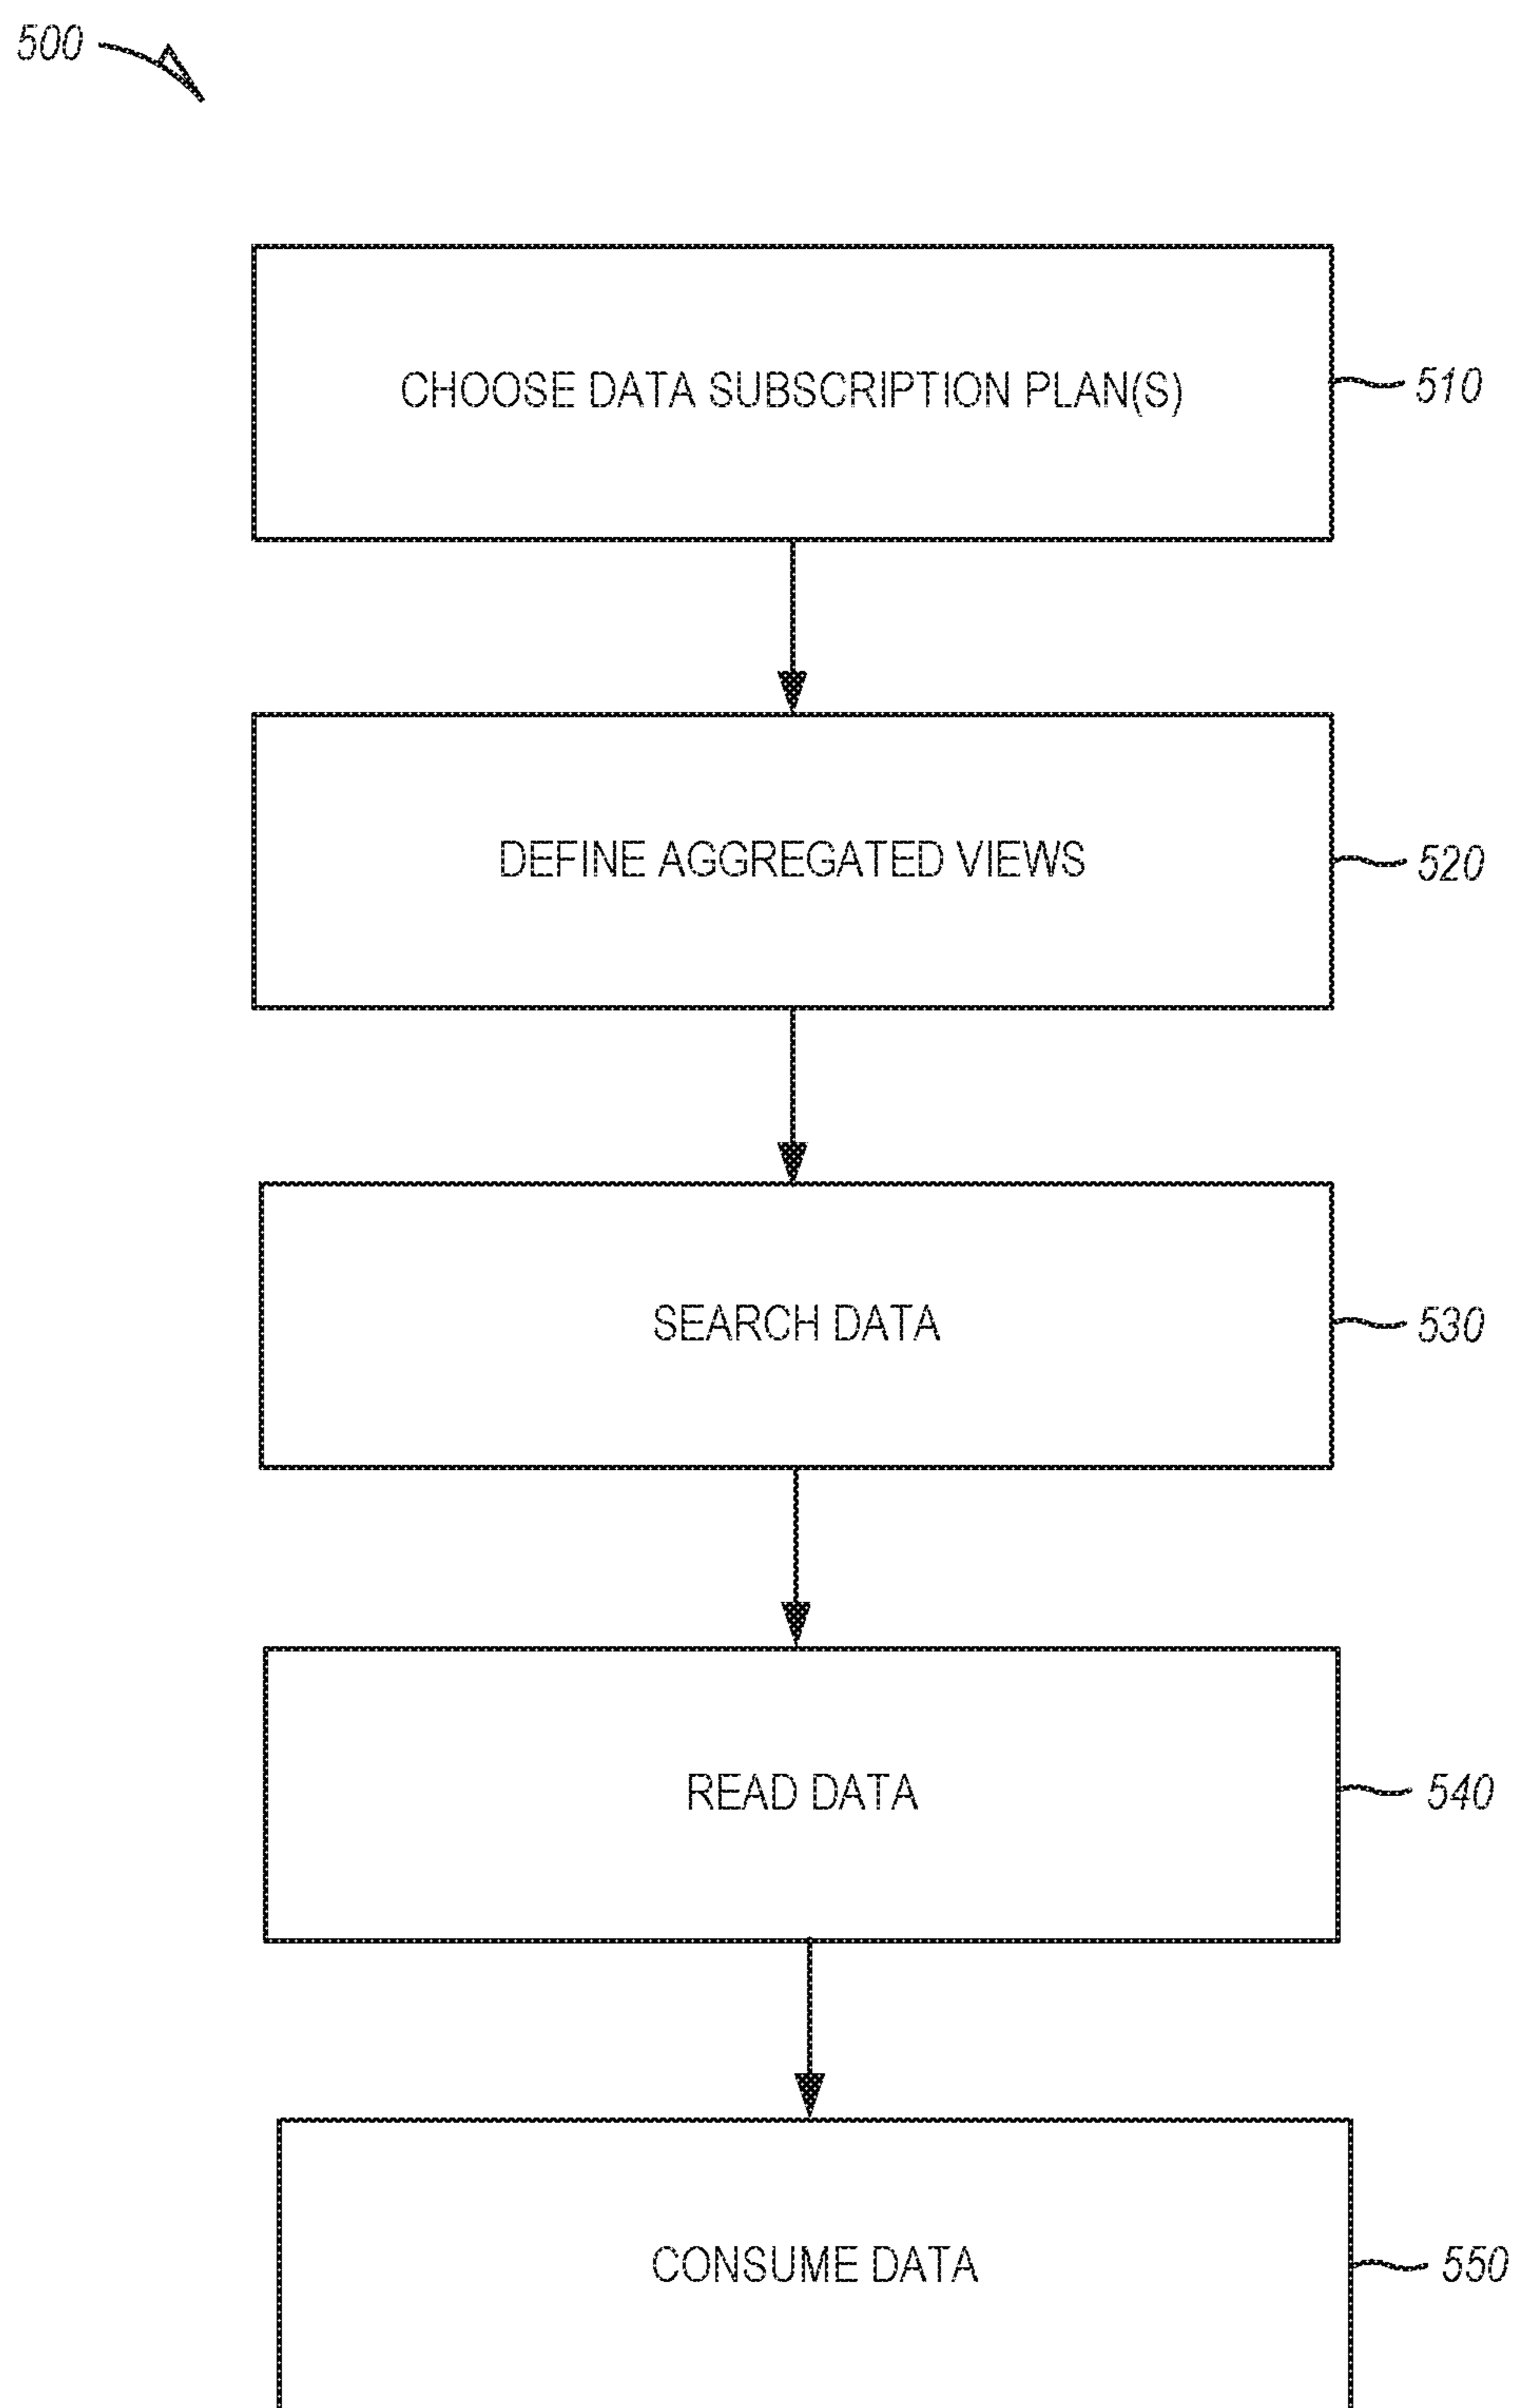 500
CHOOSE DATA SUBSCRIPTION PLAN(S)
510
DEFINE AGGREGATED VIEWS
520
SEARCH DATA
530
READ DATA
540
CONSUME DATA
550